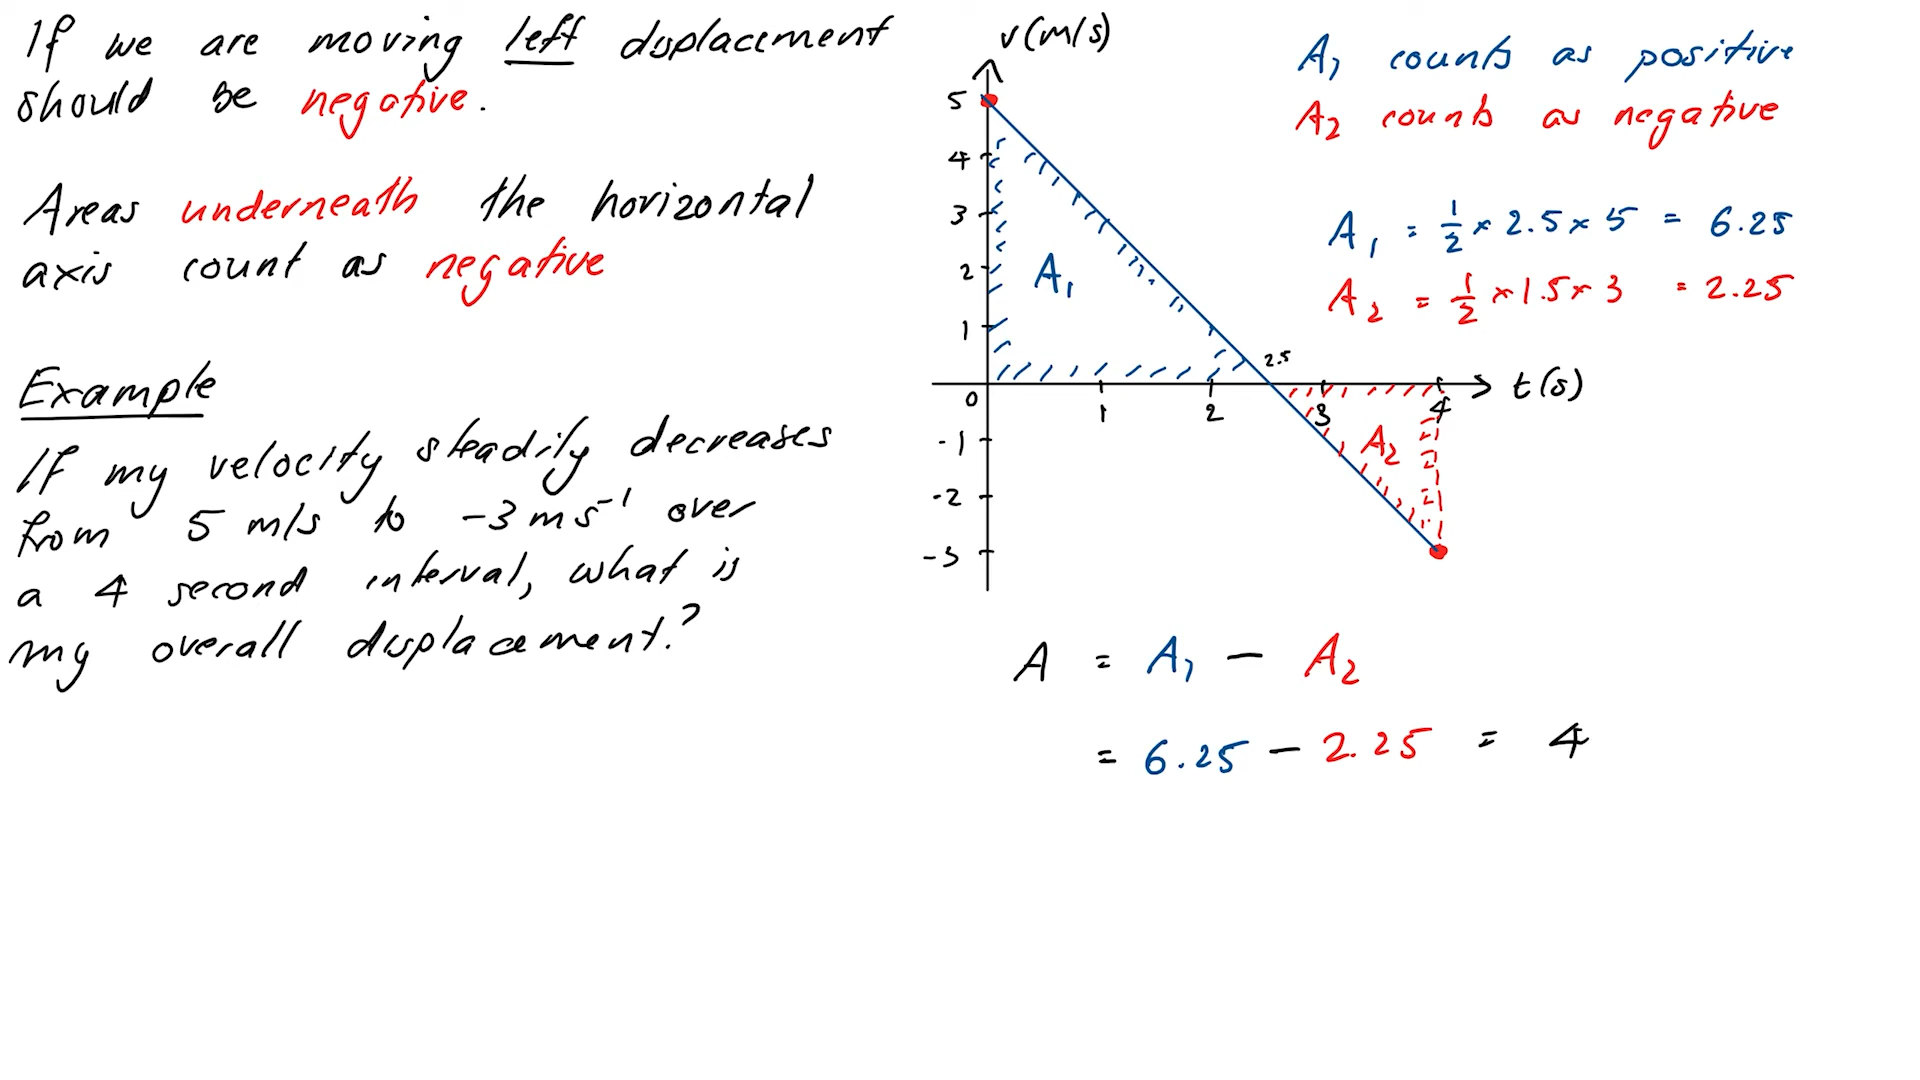 If we are moving left displacement
should be negative.
Areas underneath the horizontal
axis count as negative
Example
If my velocity steadily decreases
from 5 m/s to -3 ms⁻¹ over
a 4 second interval, what is
my overall displacement?
v(m/s)
5
4
3
2
1
0
-1
-2
-3
1
2
2.5
3
4
t(s)
A₁
A₂
A₁ counts as positive
A₂ counts as negative
A₁ = ½ × 2.5 × 5 = 6.25
A₂ = ½ × 1.5 × 3 = 2.25
A = A₁ - A₂
= 6.25 - 2.25 = 4